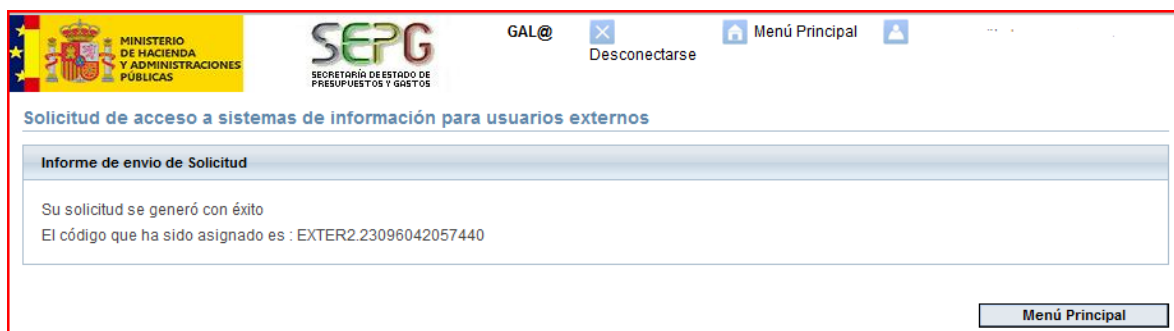 MINISTERIO
DE HACIENDA
Y ADMINISTRACIONES
PÚBLICAS
SEPG
SECRETARÍA DE ESTADO DE
PRESUPUESTOS Y GASTOS
GAL@
Desconectarse
Menú Principal
Solicitud de acceso a sistemas de información para usuarios externos
Informe de envio de Solicitud
Su solicitud se generó con éxito
El código que ha sido asignado es : EXTER2.23096042057440
Menú Principal